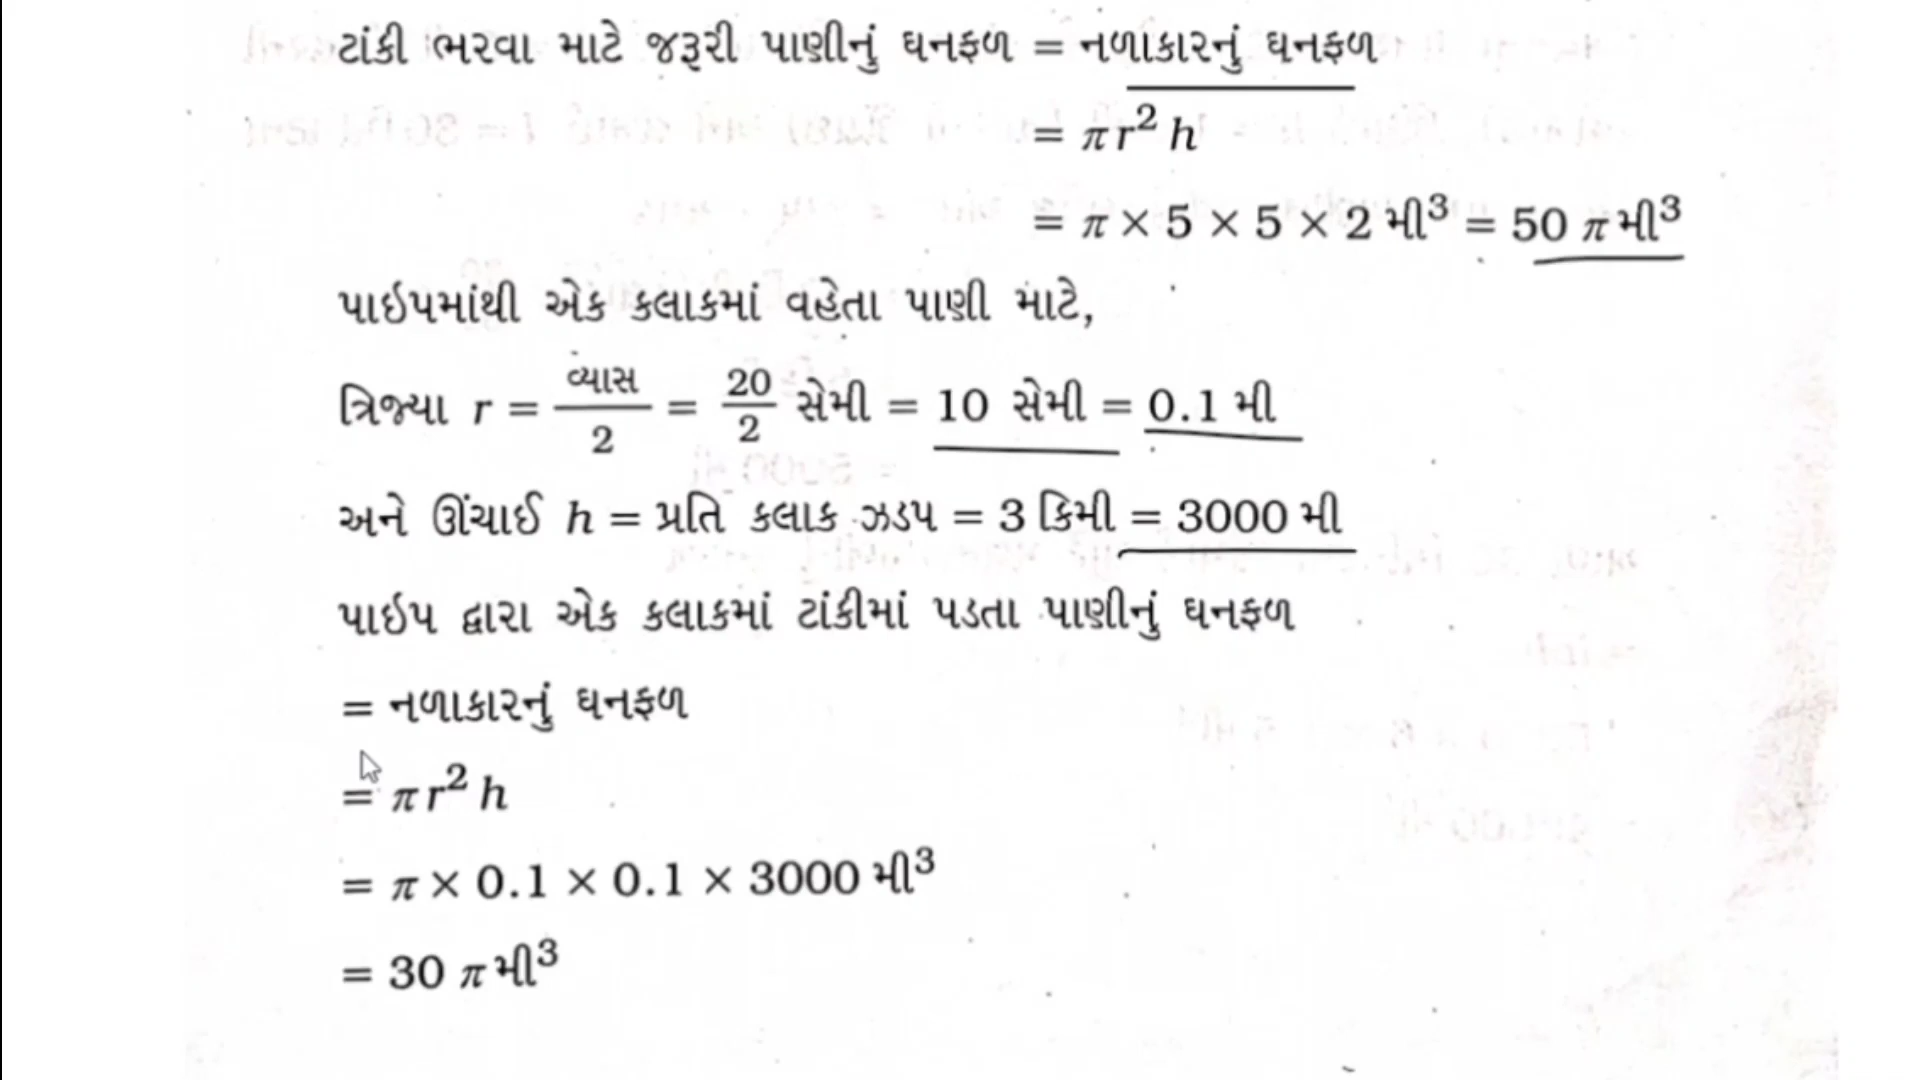 ટાંકી ભરવા માટે જરૂરી પાણીનું ઘનફળ = નળાકારનું ઘનફળ
= πr² h
= π × 5 × 5 × 2 મી³ = 50 π મી³
પાઇપમાંથી એક કલાકમાં વહેતા પાણી માટે,
ત્રિજ્યા r = વ્યાસ/2 = 20/2 સેમી = 10 સેમી = 0.1 મી
અને ઊંચાઈ h = પ્રતિ કલાક ઝડપ = 3 કિમી = 3000 મી
પાઇપ દ્વારા એક કલાકમાં ટાંકીમાં પડતા પાણીનું ઘનફળ
= નળાકારનું ઘનફળ
= πr² h
= π × 0.1 × 0.1 × 3000 મી³
= 30 π મી³